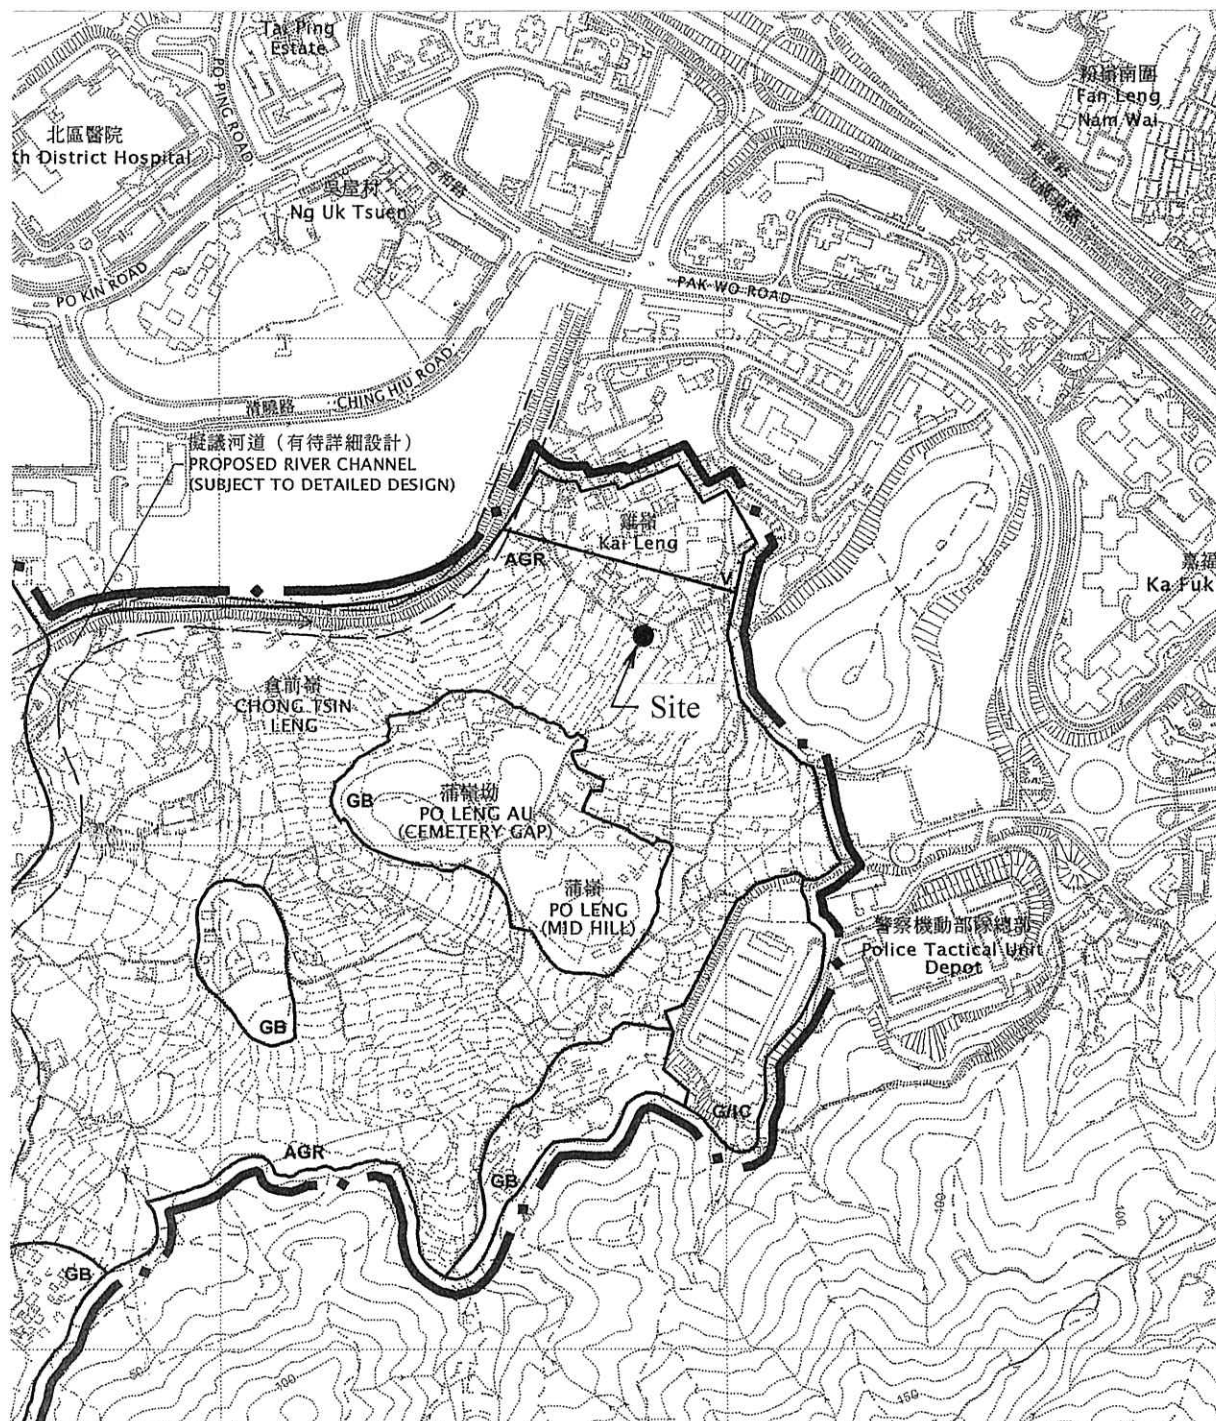 Tai Ping
Estate
PO PING ROAD
粉嶺南圍
Fan Leng
Nam Wai
北區醫院
th District Hospital
百和路
吳屋村
Ng Uk Tsuen
PO KIN ROAD
PAK WO ROAD
清曉路
CHING HIU ROAD
擬議河道（有待詳細設計）
PROPOSED RIVER CHANNEL
(SUBJECT TO DETAILED DESIGN)
雞嶺
Kai Leng
AGR
V
嘉福
Ka Fuk
Site
倉前嶺
CHONG TSIN
LENG
GB
蒲嶺坳
PO LENG AU
(CEMETERY GAP)
蒲嶺
PO LENG
(MID HILL)
警察機動部隊總部
Police Tactical Unit
Depot
GB
G/IC
AGR
GB
GB
100
100
50
100
150